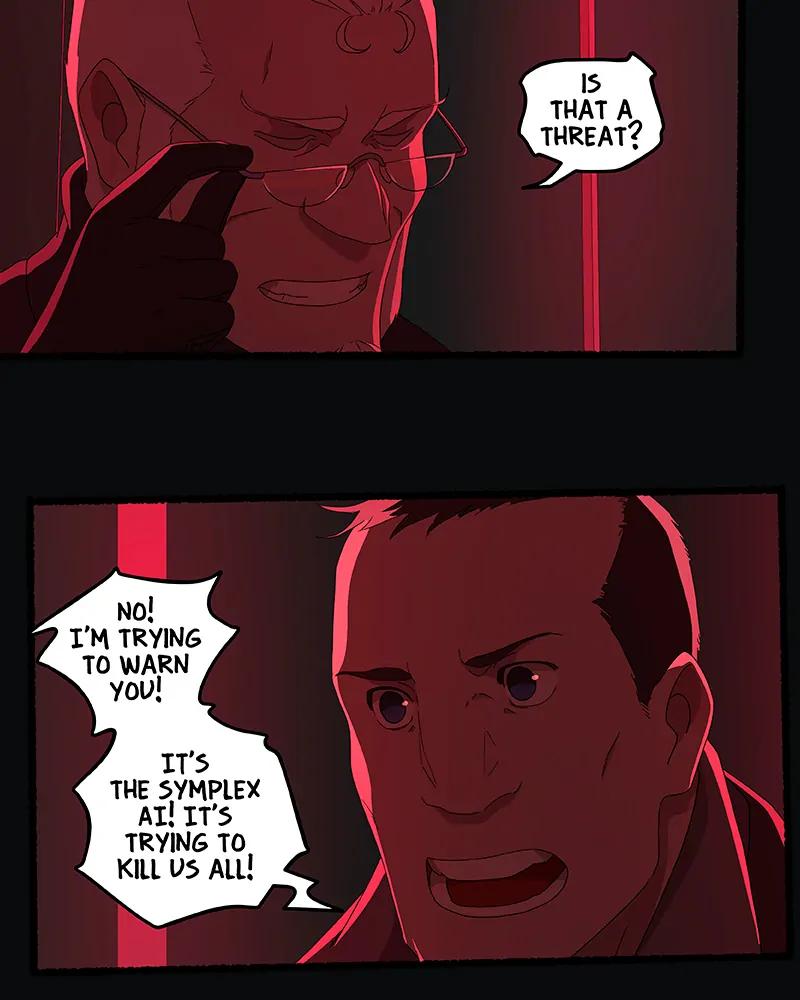 IS
THAT A
THREAT?
NO!
I'M TRYING
TO WARN
YOU!
IT'S
THE SYMPLEX
AI! IT'S
TRYING TO
KILL US ALL!